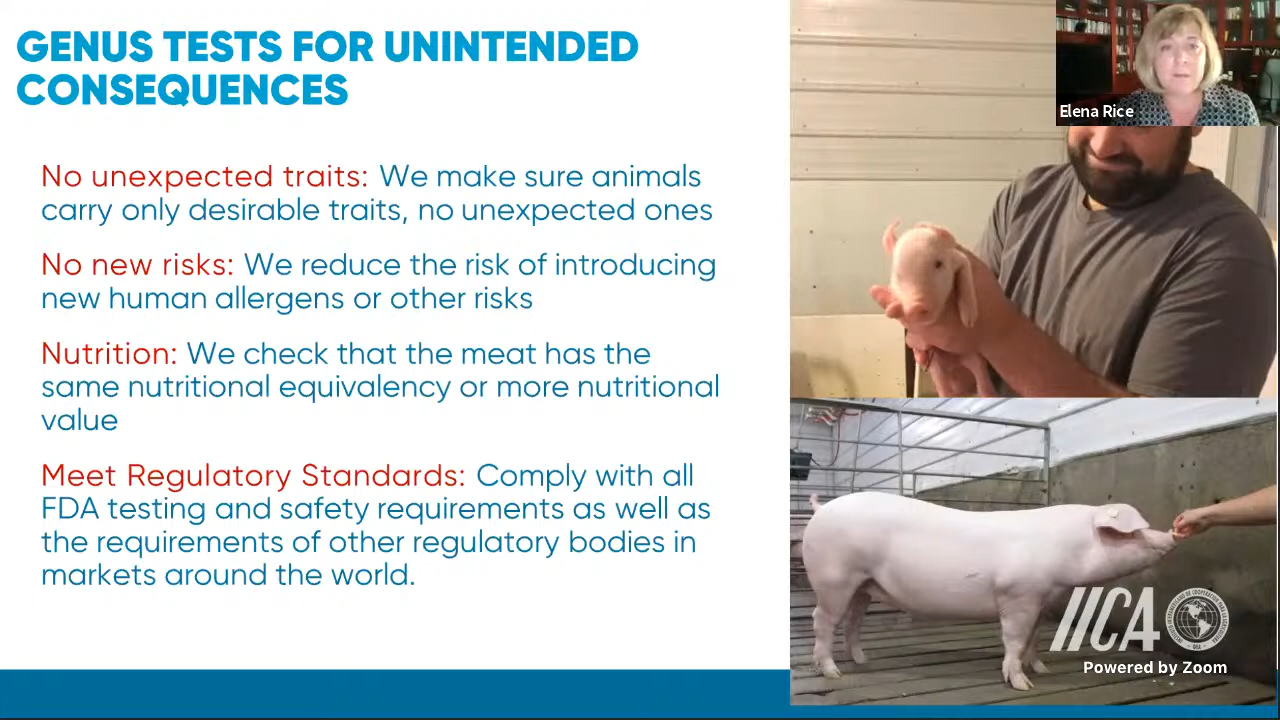 GENUS TESTS FOR UNINTENDED
CONSEQUENCES
Elena Rice
No unexpected traits: We make sure animals
carry only desirable traits, no unexpected ones
No new risks: We reduce the risk of introducing
new human allergens or other risks
Nutrition: We check that the meat has the
same nutritional equivalency or more nutritional
value
Meet Regulatory Standards: Comply with all
FDA testing and safety requirements as well as
the requirements of other regulatory bodies in
markets around the world.
IICA
Powered by Zoom